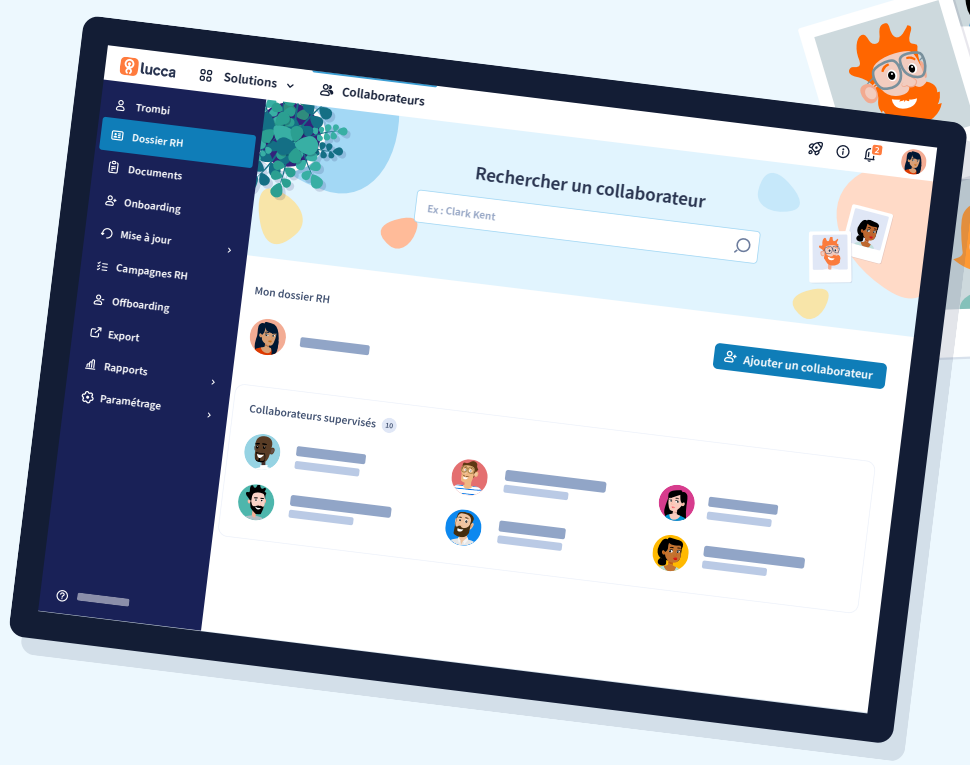 lucca
Solutions
Collaborateurs
2
Trombi
Dossier RH
Documents
Onboarding
Mise à jour
Campagnes RH
Offboarding
Export
Rapports
Paramétrage
Rechercher un collaborateur
Ex : Clark Kent
Mon dossier RH
Ajouter un collaborateur
Collaborateurs supervisés 10